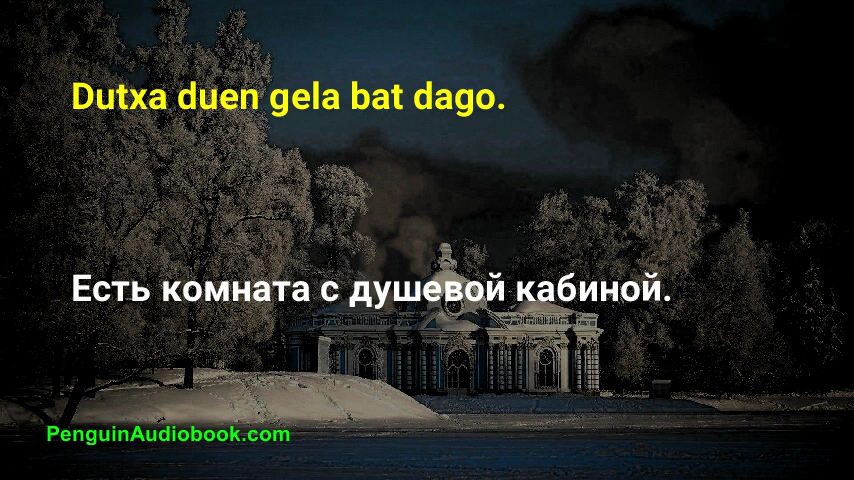 Dutxa duen gela bat dago.
Есть комната с душевой кабиной.
PenguinAudiobook.com